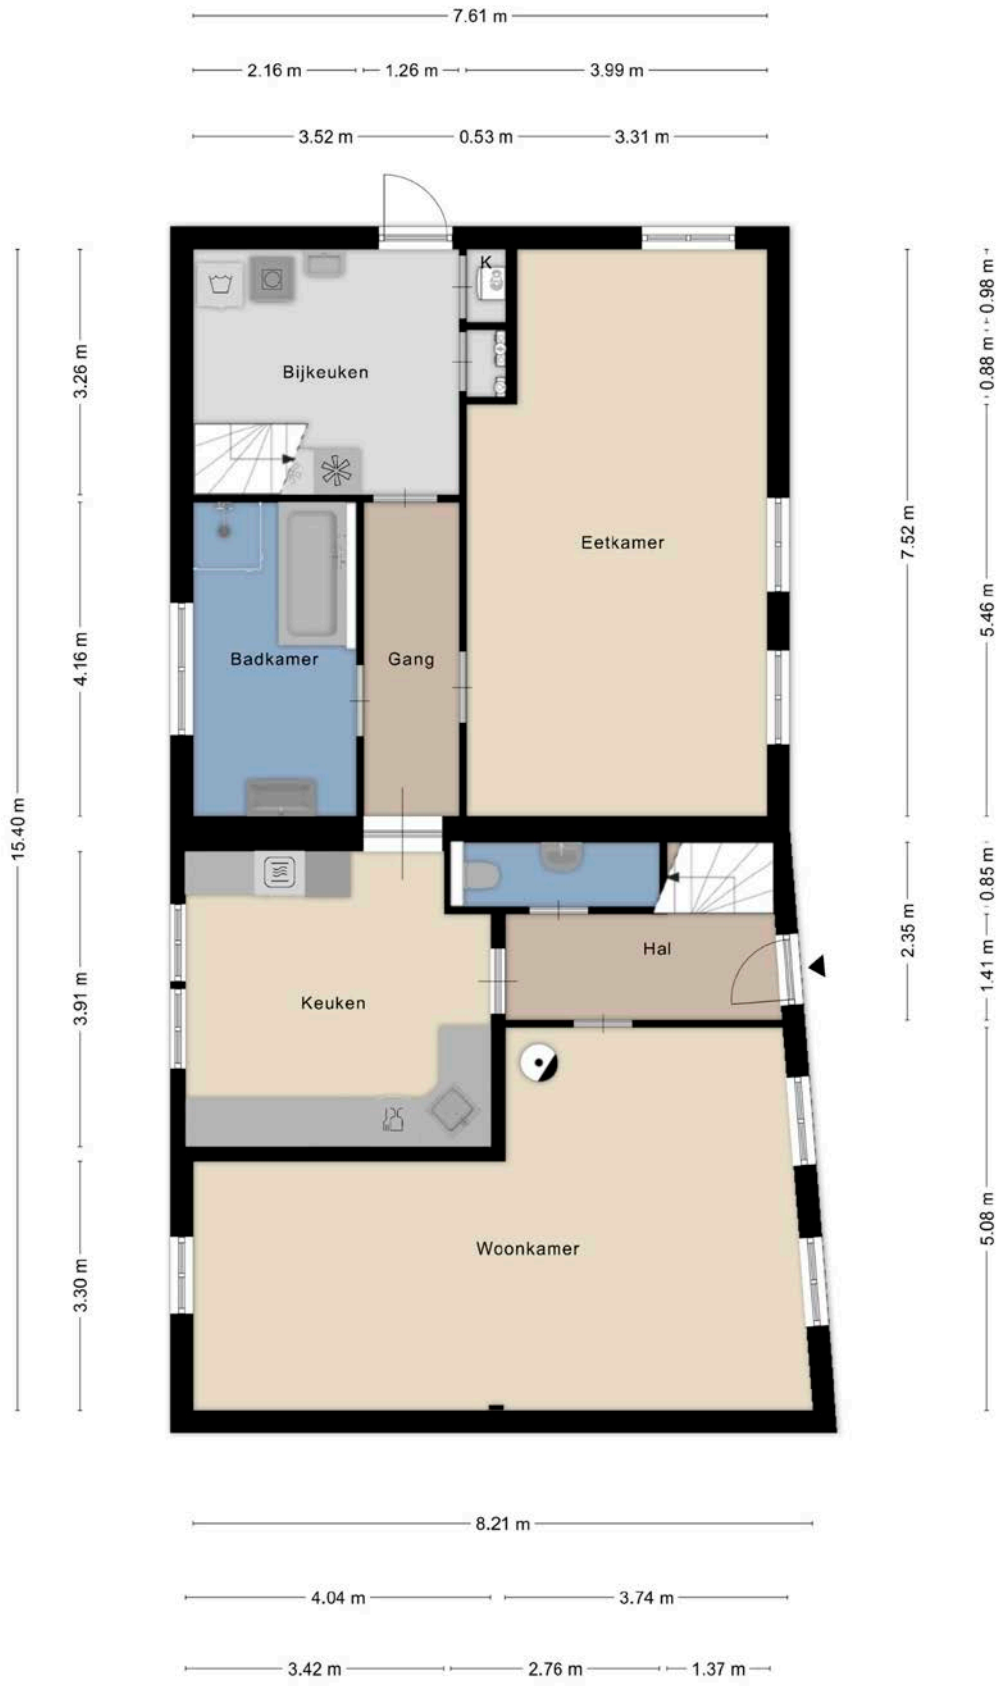 7.61 m
2.16 m 1.26 m 3.99 m
3.52 m 0.53 m 3.31 m
K
0.98 m
0.88 m
3.26 m
Bijkeuken
7.52 m
Eetkamer
5.46 m
4.16 m
Badkamer
Gang
15.40 m
0.85 m
2.35 m
Hal
1.41 m
3.91 m
Keuken
5.08 m
Woonkamer
3.30 m
8.21 m
4.04 m 3.74 m
3.42 m 2.76 m 1.37 m